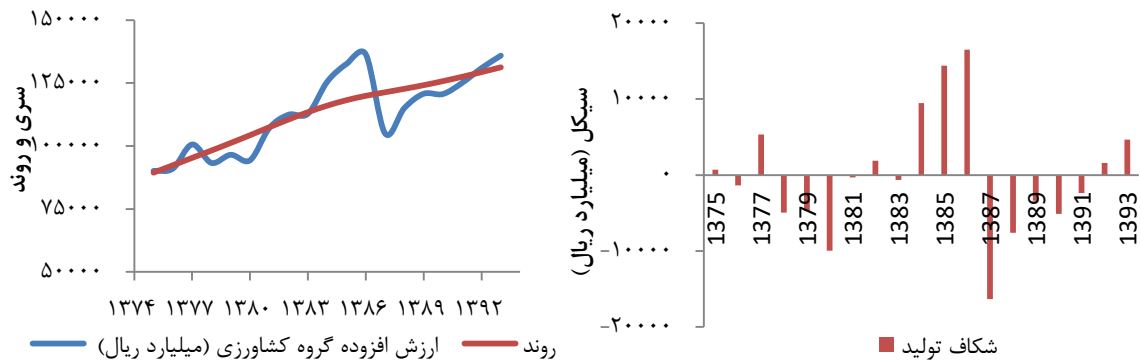 سری و روند
۱۵۰۰۰۰
۱۲۵۰۰۰
۱۰۰۰۰۰
۷۵۰۰۰
۵۰۰۰۰
۱۳۷۴ ۱۳۷۷ ۱۳۸۰ ۱۳۸۳ ۱۳۸۶ ۱۳۸۹ ۱۳۹۲
ارزش افزوده گروه کشاورزی (میلیارد ریال)
روند
سیکل (میلیارد ریال)
۲۰۰۰۰
۱۰۰۰۰
۰
-۱۰۰۰۰
-۲۰۰۰۰
1375 1377 1379 1381 1383 1385 1387 1389 1391 1393
شکاف تولید